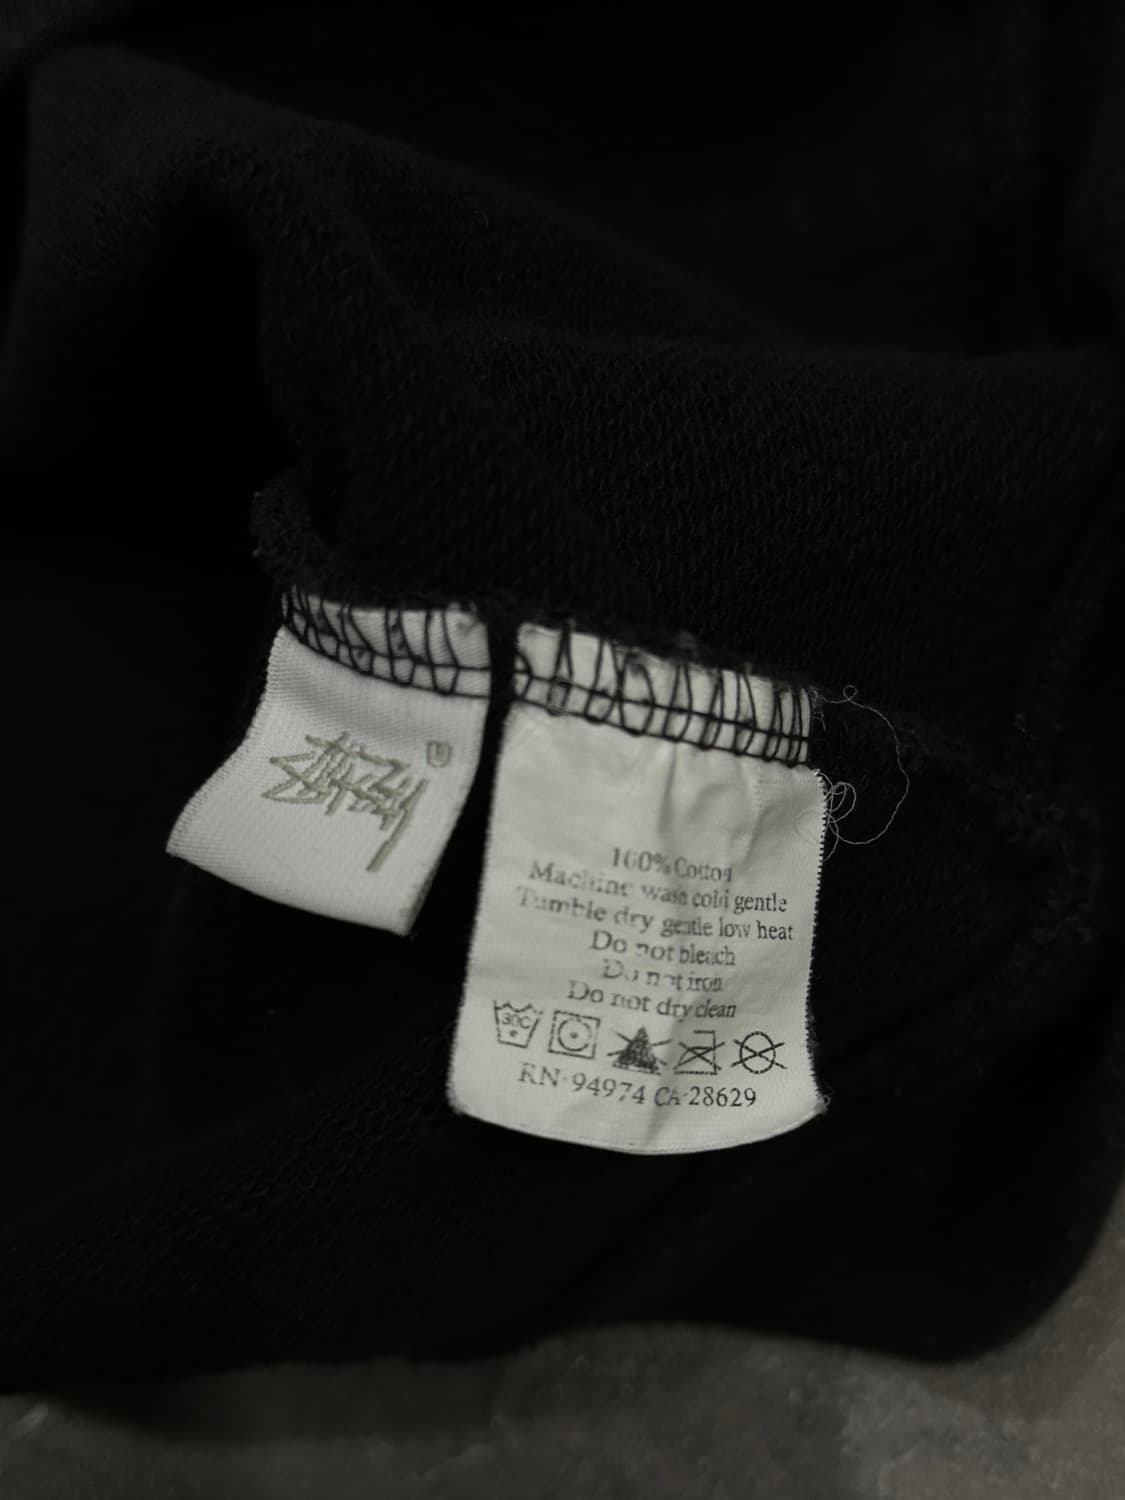 Stüssy
100% Cotton
Machine wash cold gentle
Tumble dry gentle low heat
Do not bleach
Do not iron
Do not dry clean
30C
RN·94974 CA·28629